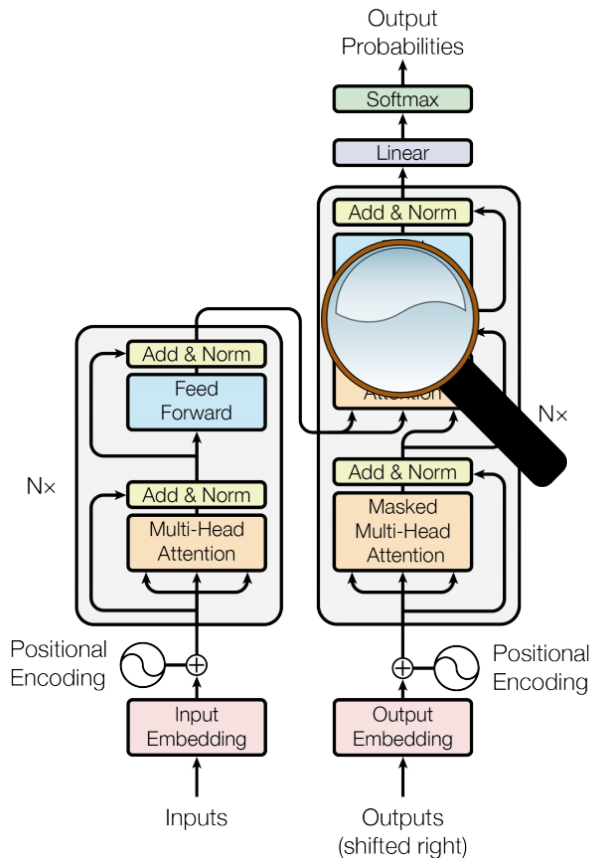 Output
Probabilities
Softmax
Linear
Add & Norm
Add & Norm
Feed
Forward
Attention
Nx
Nx
Add & Norm
Add & Norm
Multi-Head
Attention
Masked
Multi-Head
Attention
Positional
Encoding
Positional
Encoding
Input
Embedding
Output
Embedding
Inputs
Outputs
(shifted right)